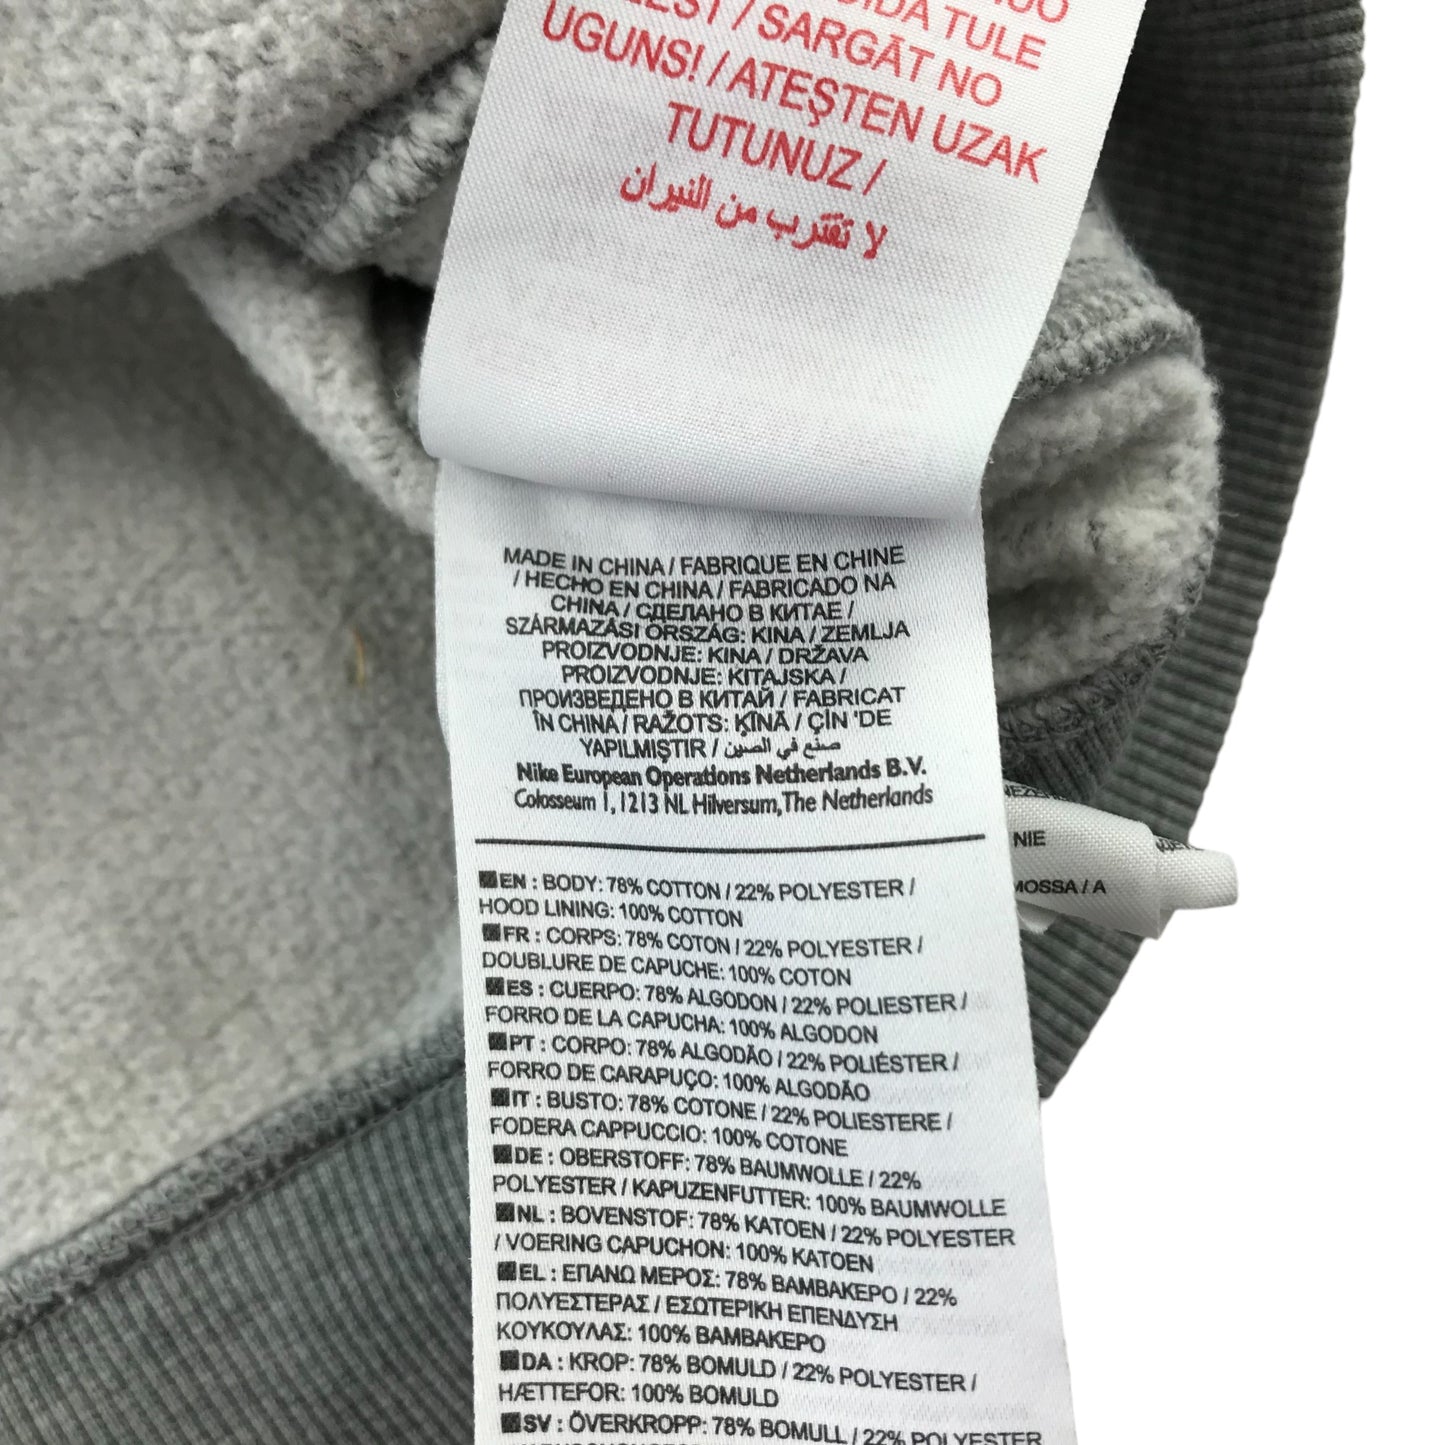 DIDA TULE
/ SARGĀT NO
UGUNS! / ATEŞTEN UZAK
TUTUNUZ /
لا تقترب من النيران
MADE IN CHINA / FABRIQUE EN CHINE
/ HECHO EN CHINA / FABRICADO NA
CHINA / СДЕЛАНО В КИТАЕ /
SZÁRMAZÁSI ORSZÁG: KINA / ZEMLJA
PROIZVODNJE: KINA / DRŽAVA
PROIZVODNJE: KITAJSKA /
ПРОИЗВЕДЕНО В КИТАЙ / FABRICAT
ÎN CHINA / RAŽOTS: ĶĪNĀ / ÇİN 'DE
YAPILMIŞTIR / صنع في الصين
Nike European Operations Netherlands B.V.
Colosseum 1, 1213 NL Hilversum, The Netherlands
NIE
MOSSA / A
EN : BODY: 78% COTTON / 22% POLYESTER /
HOOD LINING: 100% COTTON
FR : CORPS: 78% COTON / 22% POLYESTER /
DOUBLURE DE CAPUCHE: 100% COTON
ES : CUERPO: 78% ALGODON / 22% POLIESTER /
FORRO DE LA CAPUCHA: 100% ALGODON
PT : CORPO: 78% ALGODÃO / 22% POLIÉSTER /
FORRO DE CARAPUÇO: 100% ALGODÃO
IT : BUSTO: 78% COTONE / 22% POLIESTERE /
FODERA CAPPUCCIO: 100% COTONE
DE : OBERSTOFF: 78% BAUMWOLLE / 22%
POLYESTER / KAPUZENFUTTER: 100% BAUMWOLLE
NL : BOVENSTOF: 78% KATOEN / 22% POLYESTER
/ VOERING CAPUCHON: 100% KATOEN
EL : ΕΠΑΝΩ ΜΕΡΟΣ: 78% ΒΑΜΒΑΚΕΡΟ / 22%
ΠΟΛΥΕΣΤΕΡΑΣ / ΕΣΩΤΕΡΙΚΗ ΕΠΕΝΔΥΣΗ
ΚΟΥΚΟΥΛΑΣ: 100% ΒΑΜΒΑΚΕΡΟ
DA : KROP: 78% BOMULD / 22% POLYESTER /
HÆTTEFOR: 100% BOMULD
SV : ÖVERKROPP: 78% BOMULL / 22% POLYESTER